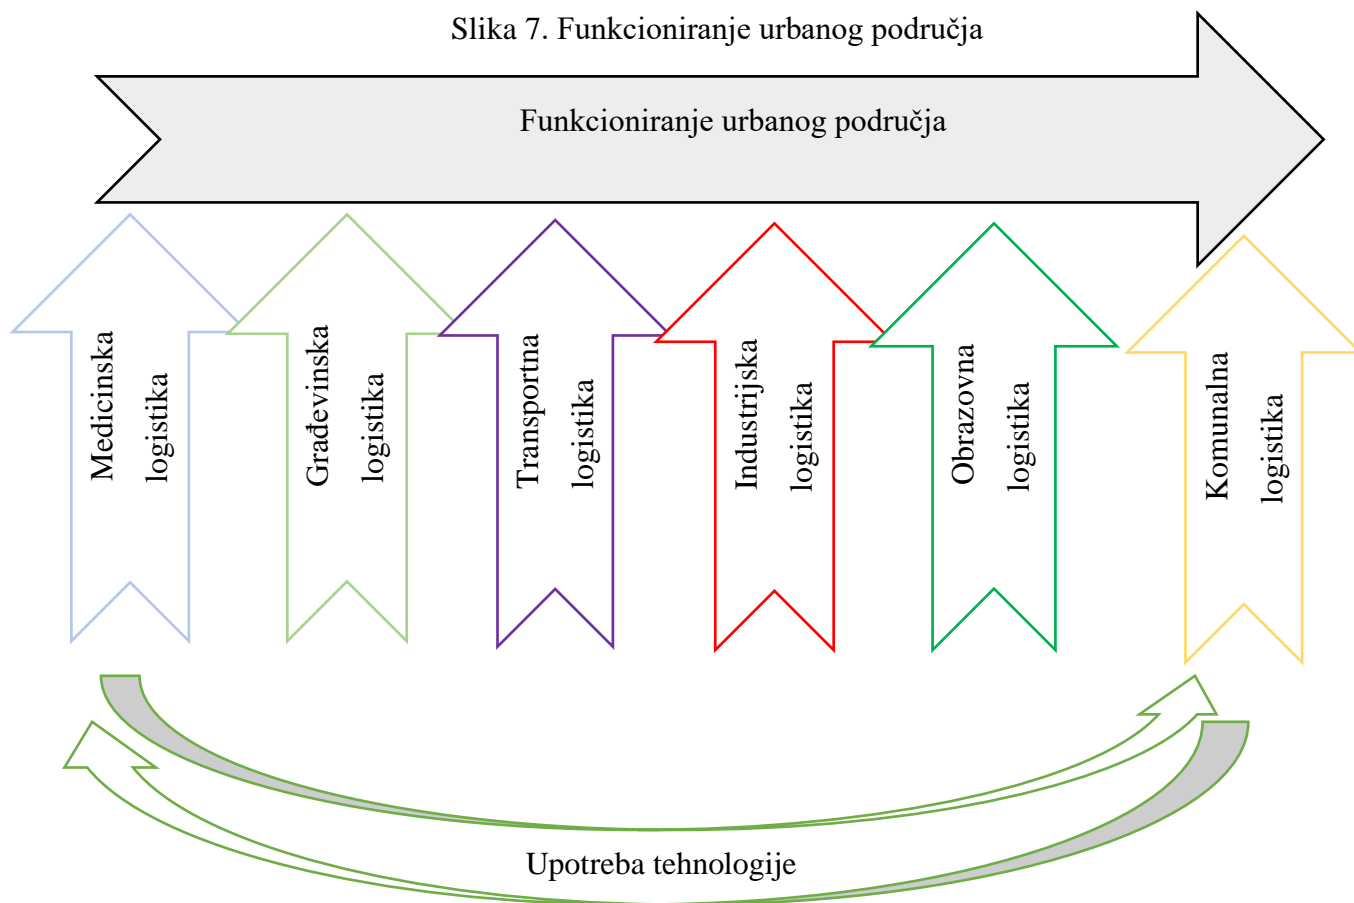 Slika 7. Funkcioniranje urbanog područja
Funkcioniranje urbanog područja
Medicinska
logistika
Građevinska
logistika
Transportna
logistika
Industrijska
logistika
Obrazovna
logistika
Komunalna
logistika
Upotreba tehnologije